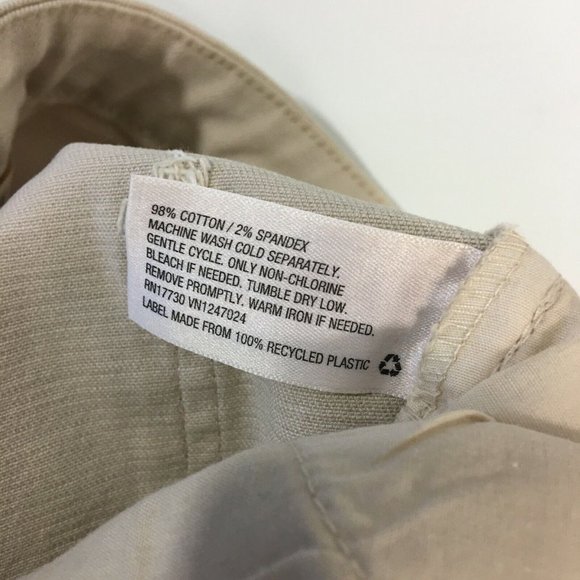 98% COTTON / 2% SPANDEX
MACHINE WASH COLD SEPARATELY.
GENTLE CYCLE. ONLY NON-CHLORINE
BLEACH IF NEEDED. TUMBLE DRY LOW.
REMOVE PROMPTLY. WARM IRON IF NEEDED.
RN17730 VN1247024
LABEL MADE FROM 100% RECYCLED PLASTIC